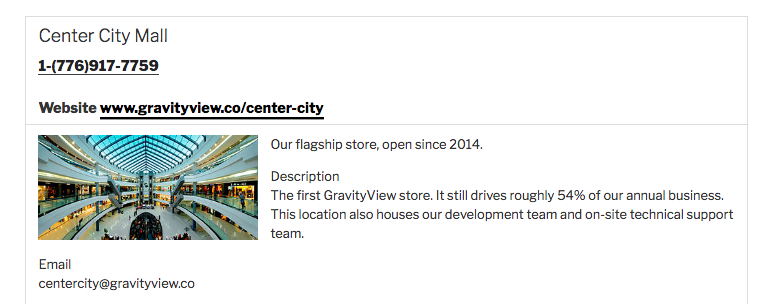 Center City Mall
1-(776)917-7759
Website www.gravityview.co/center-city
Our flagship store, open since 2014.
Description
The first GravityView store. It still drives roughly 54% of our annual business.
This location also houses our development team and on-site technical support
team.
Email
centercity@gravityview.co